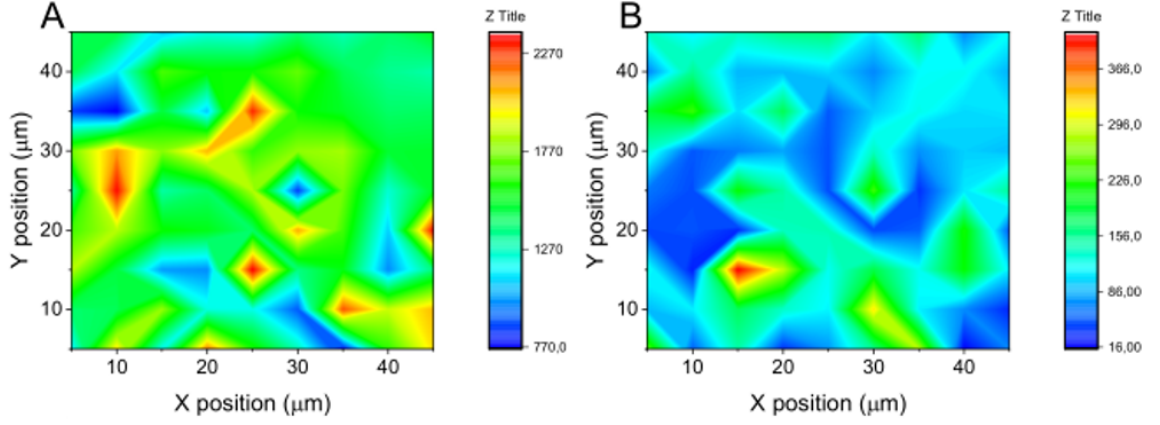 A
B
Z Title
Z Title
2270
1770
1270
770,0
366,0
296,0
226,0
156,0
86,00
16,00
40
30
20
10
40
30
20
10
Y position (μm)
Y position (μm)
10 20 30 40
10 20 30 40
X position (μm)
X position (μm)